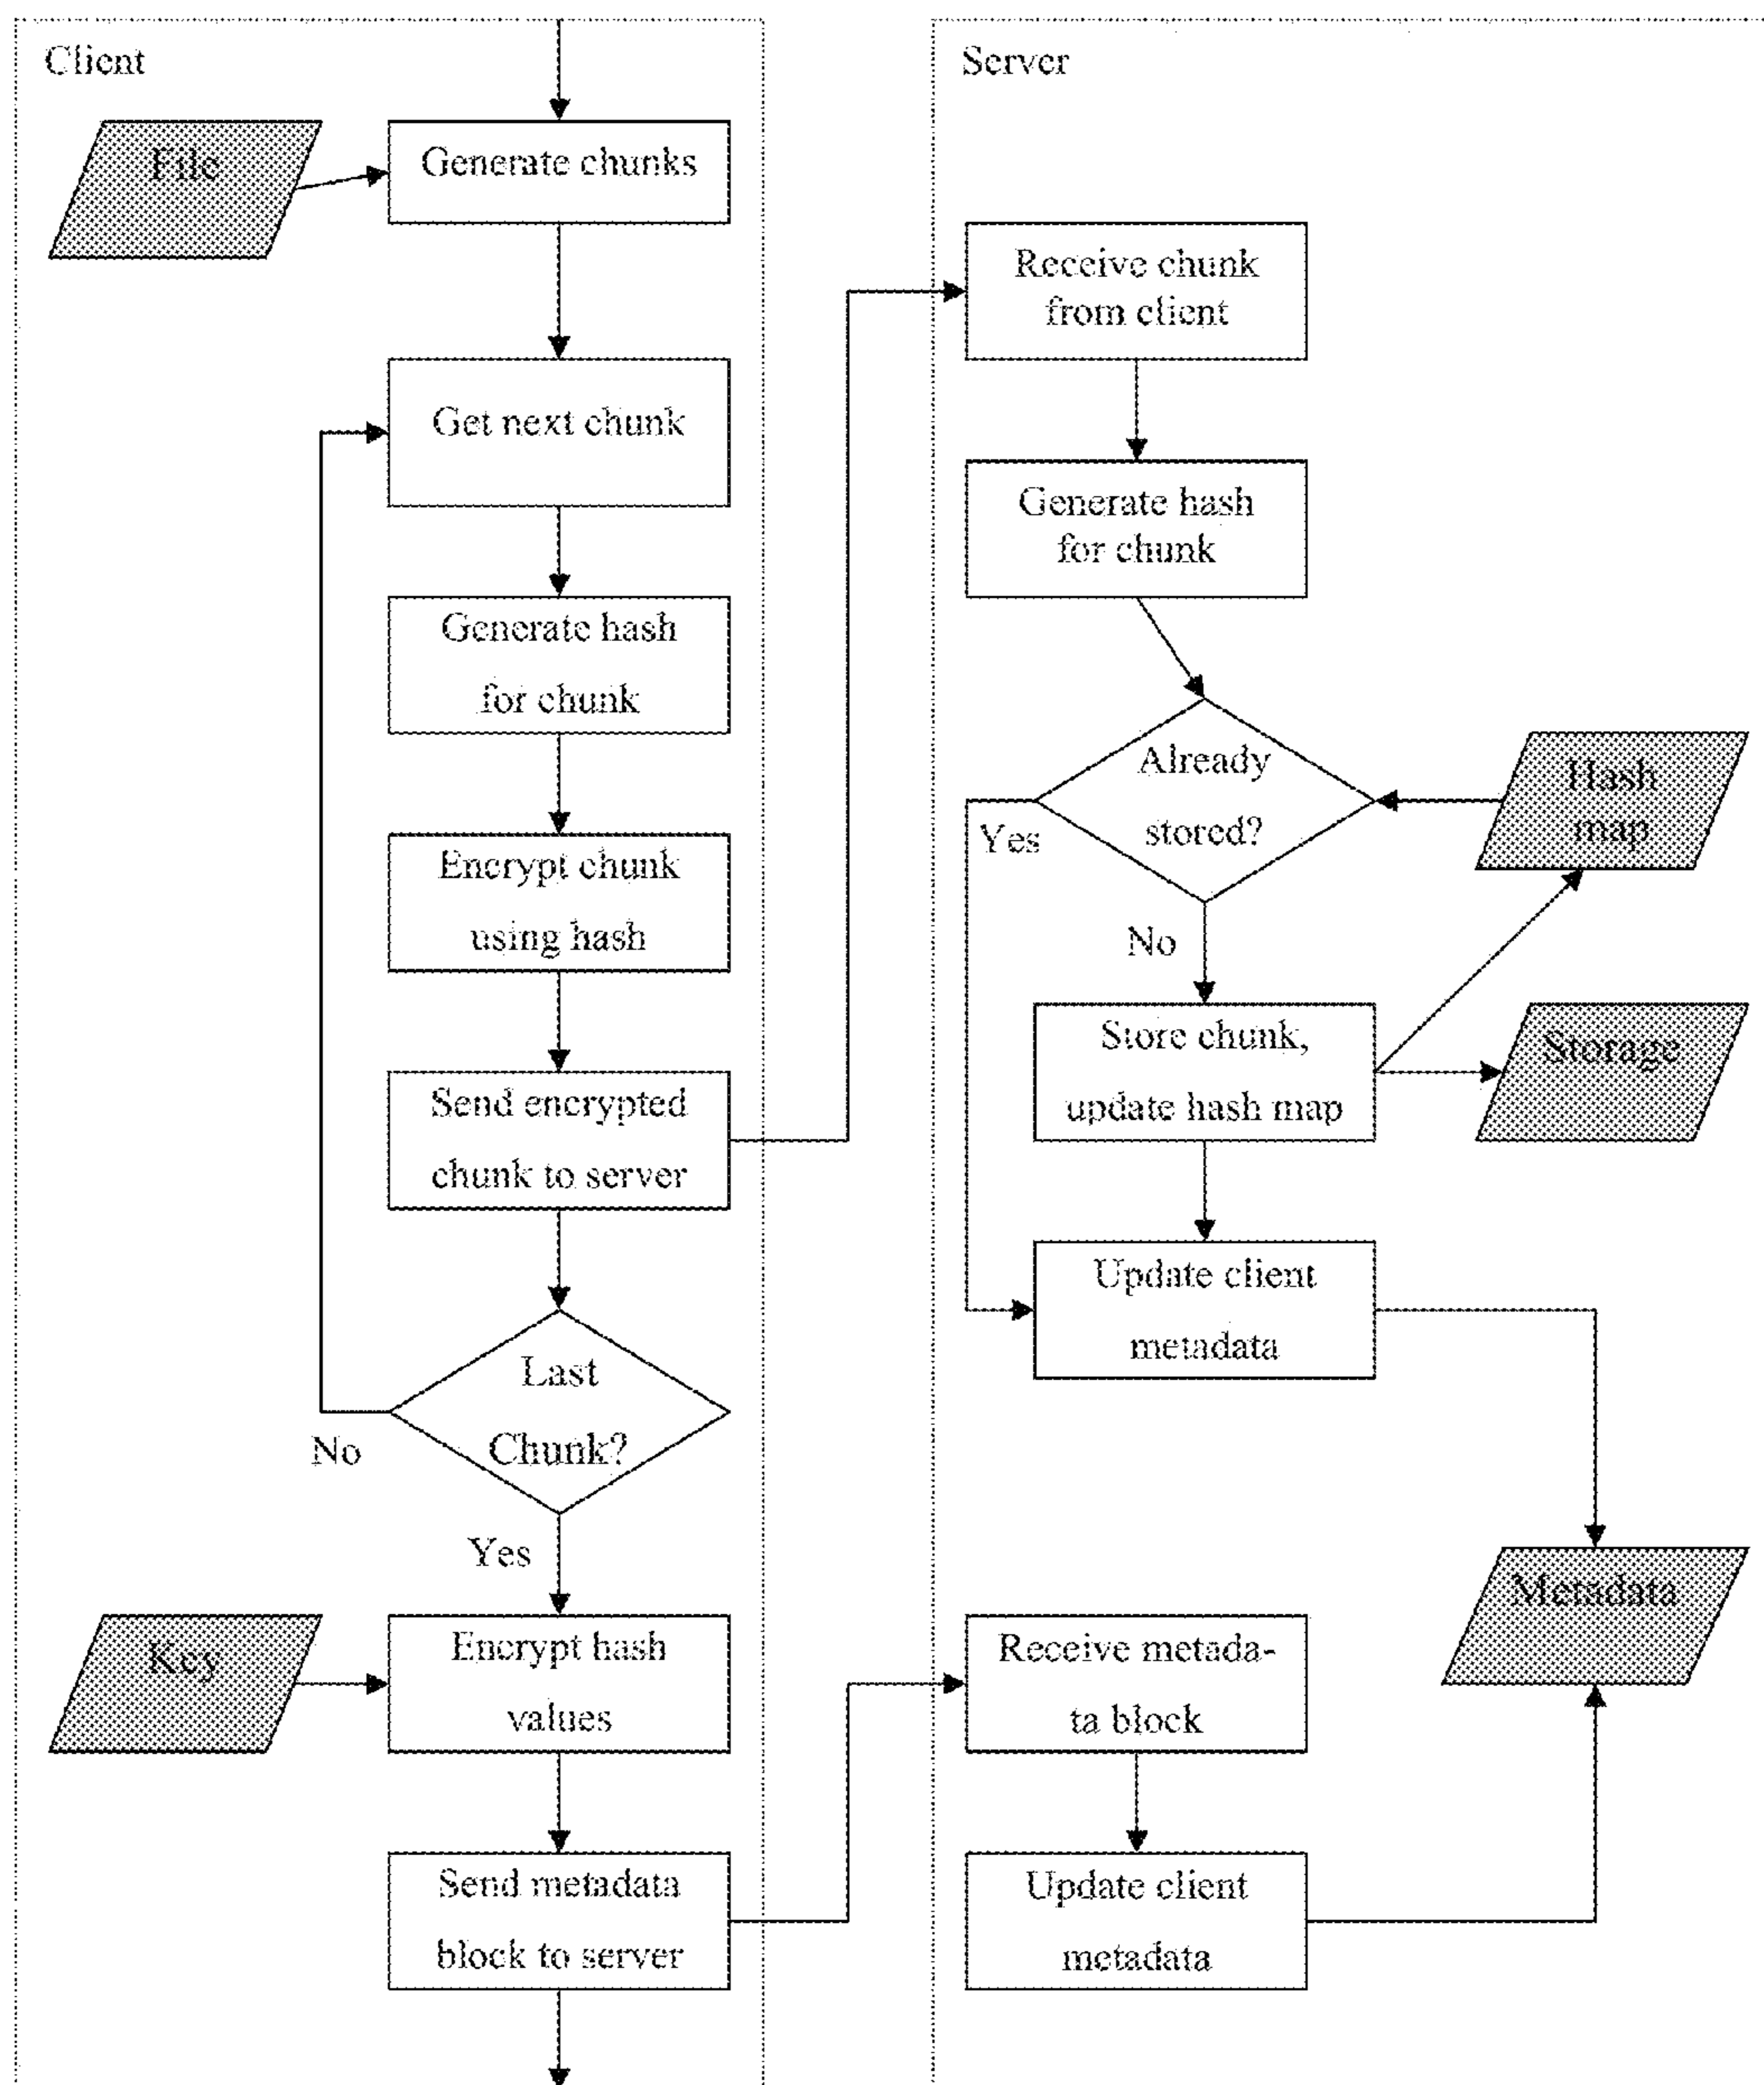 Client
File
Generate chunks
Get next chunk
Generate hash
for chunk
Encrypt chunk
using hash
Send encrypted
chunk to server
Last
Chunk?
No
Yes
Key
Encrypt hash
values
Send metadata
block to server
Server
Receive chunk
from client
Generate hash
for chunk
Already
stored?
Yes
No
Hash
map
Store chunk,
update hash map
Storage
Update client
metadata
Metadata
Receive metada-
ta block
Update client
metadata